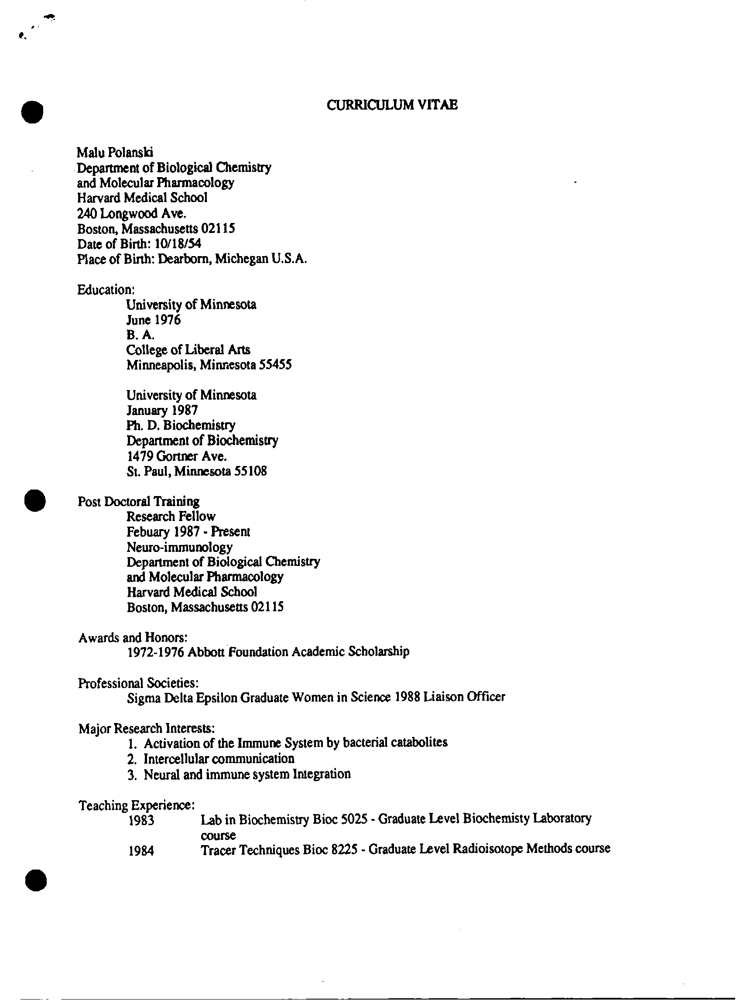 CURRICULUM VITAE
Malu Polanski
Department of Biological Chemistry
and Molecular Pharmacology
Harvard Medical School
240 Longwood Ave.
Boston, Massachusetts 02115
Date of Birth: 10/18/54
Place of Birth: Dearborn, Michegan U.S.A.
Education:
University of Minnesota
June 1976
B. A.
College of Liberal Arts
Minneapolis, Minnesota 55455
University of Minnesota
January 1987
Ph. D. Biochemistry
Department of Biochemistry
1479 Gortner Ave.
St. Paul, Minnesota 55108
Post Doctoral Training
Research Fellow
Febuary 1987 - Present
Neuro-immunology
Department of Biological Chemistry
and Molecular Pharmacology
Harvard Medical School
Boston, Massachusetts 02115
Awards and Honors:
1972-1976 Abbott Foundation Academic Scholarship
Professional Societies:
Sigma Delta Epsilon Graduate Women in Science 1988 Liaison Officer
Major Research Interests:
1. Activation of the Immune System by bacterial catabolites
2. Intercellular communication
3. Neural and immune system Integration
Teaching Experience:
1983 Lab in Biochemistry Bioc 5025 - Graduate Level Biochemisty Laboratory
course
1984 Tracer Techniques Bioc 8225 - Graduate Level Radioisotope Methods course